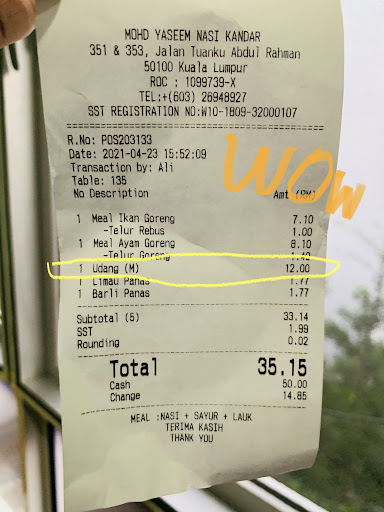 MOHD YASEEM NASI KANDAR
351 & 353, Jalan Tuanku Abdul Rahman
50100 Kuala Lumpur
ROC : 1099739-X
TEL:+(603) 26948927
SST REGISTRATION NO:W10-1809-32000107
R.No: POS203133
Date: 2021-04-23 15:52:09
Transaction by: Ali
Table: 135
No Description Amt (RM)
WOW
1 Meal Ikan Goreng 7.10
-Telur Rebus 1.00
1 Meal Ayam Goreng 8.10
-Telur Goreng 1.40
1 Udang (M) 12.00
1 Limau Panas 1.77
1 Barli Panas 1.77
Subtotal (5) 33.14
SST 1.99
Rounding 0.02
Total 35.15
Cash 50.00
Change 14.85
MEAL :NASI + SAYUR + LAUK
TERIMA KASIH
THANK YOU